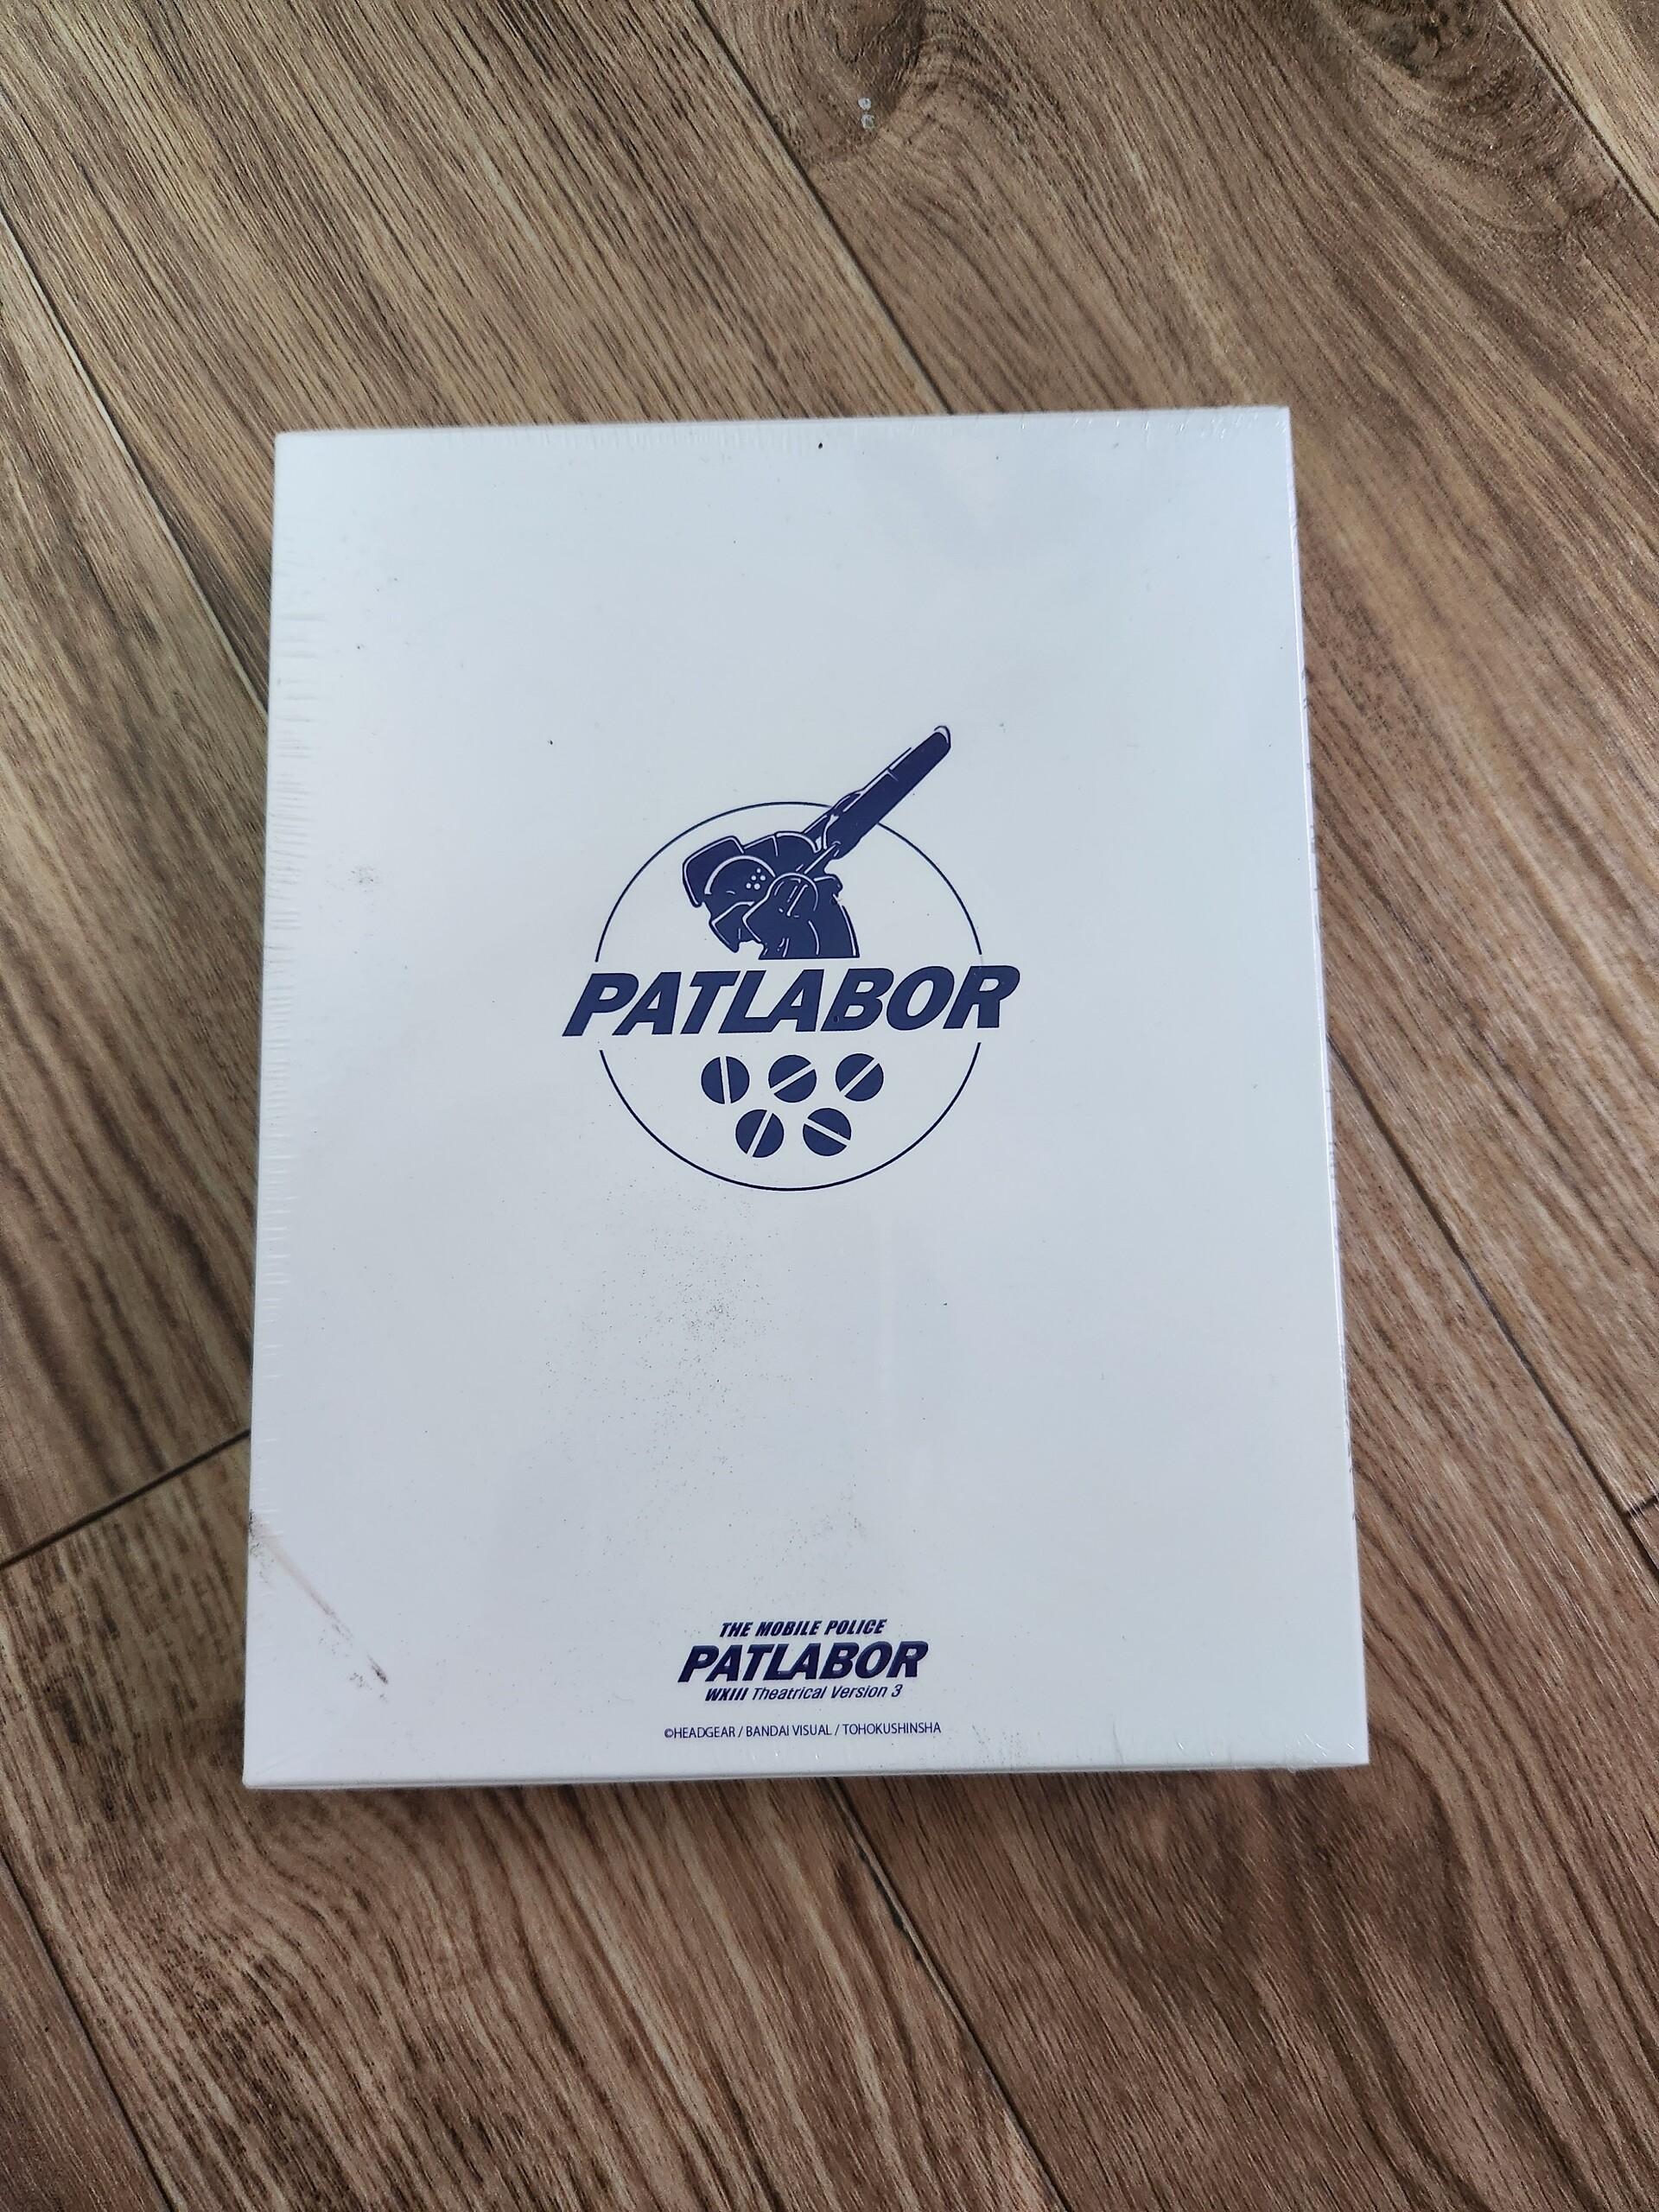 PATLABOR
THE MOBILE POLICE
PATLABOR
WXIII Theatrical Version 3
©HEADGEAR / BANDAI VISUAL / TOHOKUSHINSHA